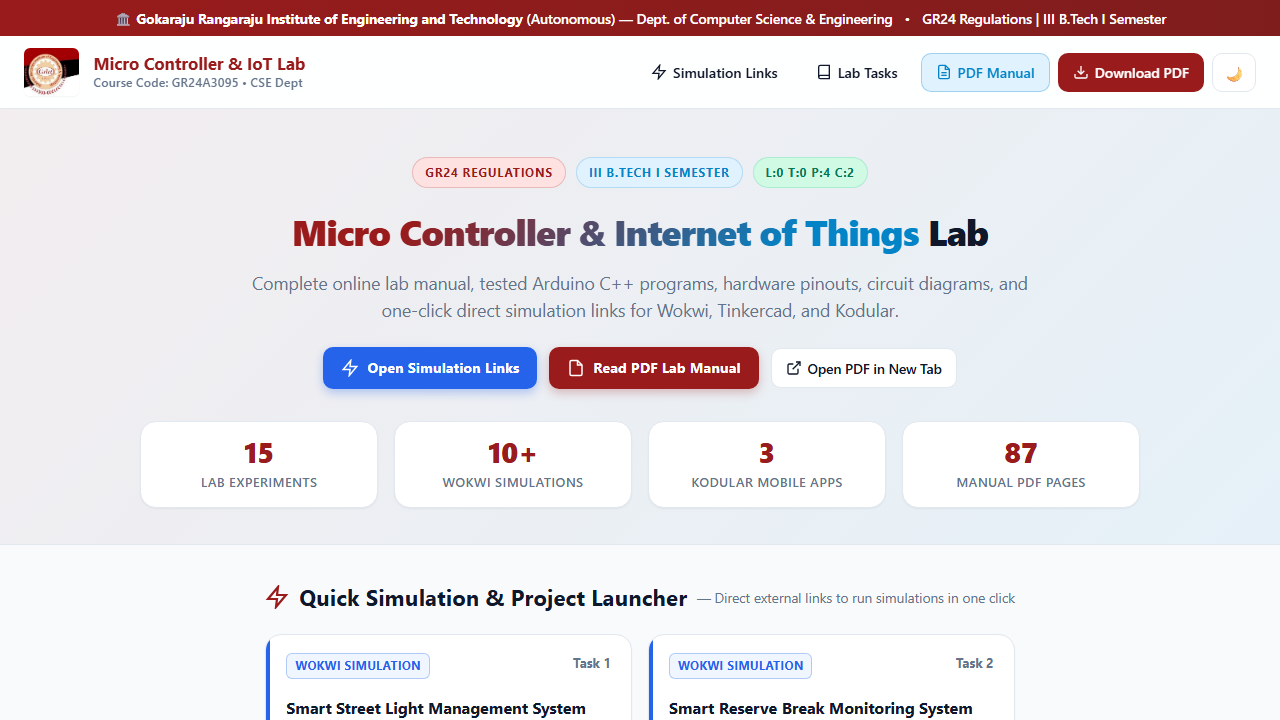 🏛️ Gokaraju Rangaraju Institute of Engineering and Technology (Autonomous) — Dept. of Computer Science & Engineering • GR24 Regulations | III B.Tech I Semester
Micro Controller & IoT Lab
Course Code: GR24A3095 • CSE Dept
Simulation Links
Lab Tasks
PDF Manual
Download PDF
GR24 REGULATIONS
III B.TECH I SEMESTER
L:0 T:0 P:4 C:2
Micro Controller & Internet of Things Lab
Complete online lab manual, tested Arduino C++ programs, hardware pinouts, circuit diagrams, and
one-click direct simulation links for Wokwi, Tinkercad, and Kodular.
Open Simulation Links
Read PDF Lab Manual
Open PDF in New Tab
15
LAB EXPERIMENTS
10+
WOKWI SIMULATIONS
3
KODULAR MOBILE APPS
87
MANUAL PDF PAGES
Quick Simulation & Project Launcher — Direct external links to run simulations in one click
WOKWI SIMULATION
Task 1
Smart Street Light Management System
WOKWI SIMULATION
Task 2
Smart Reserve Break Monitoring System